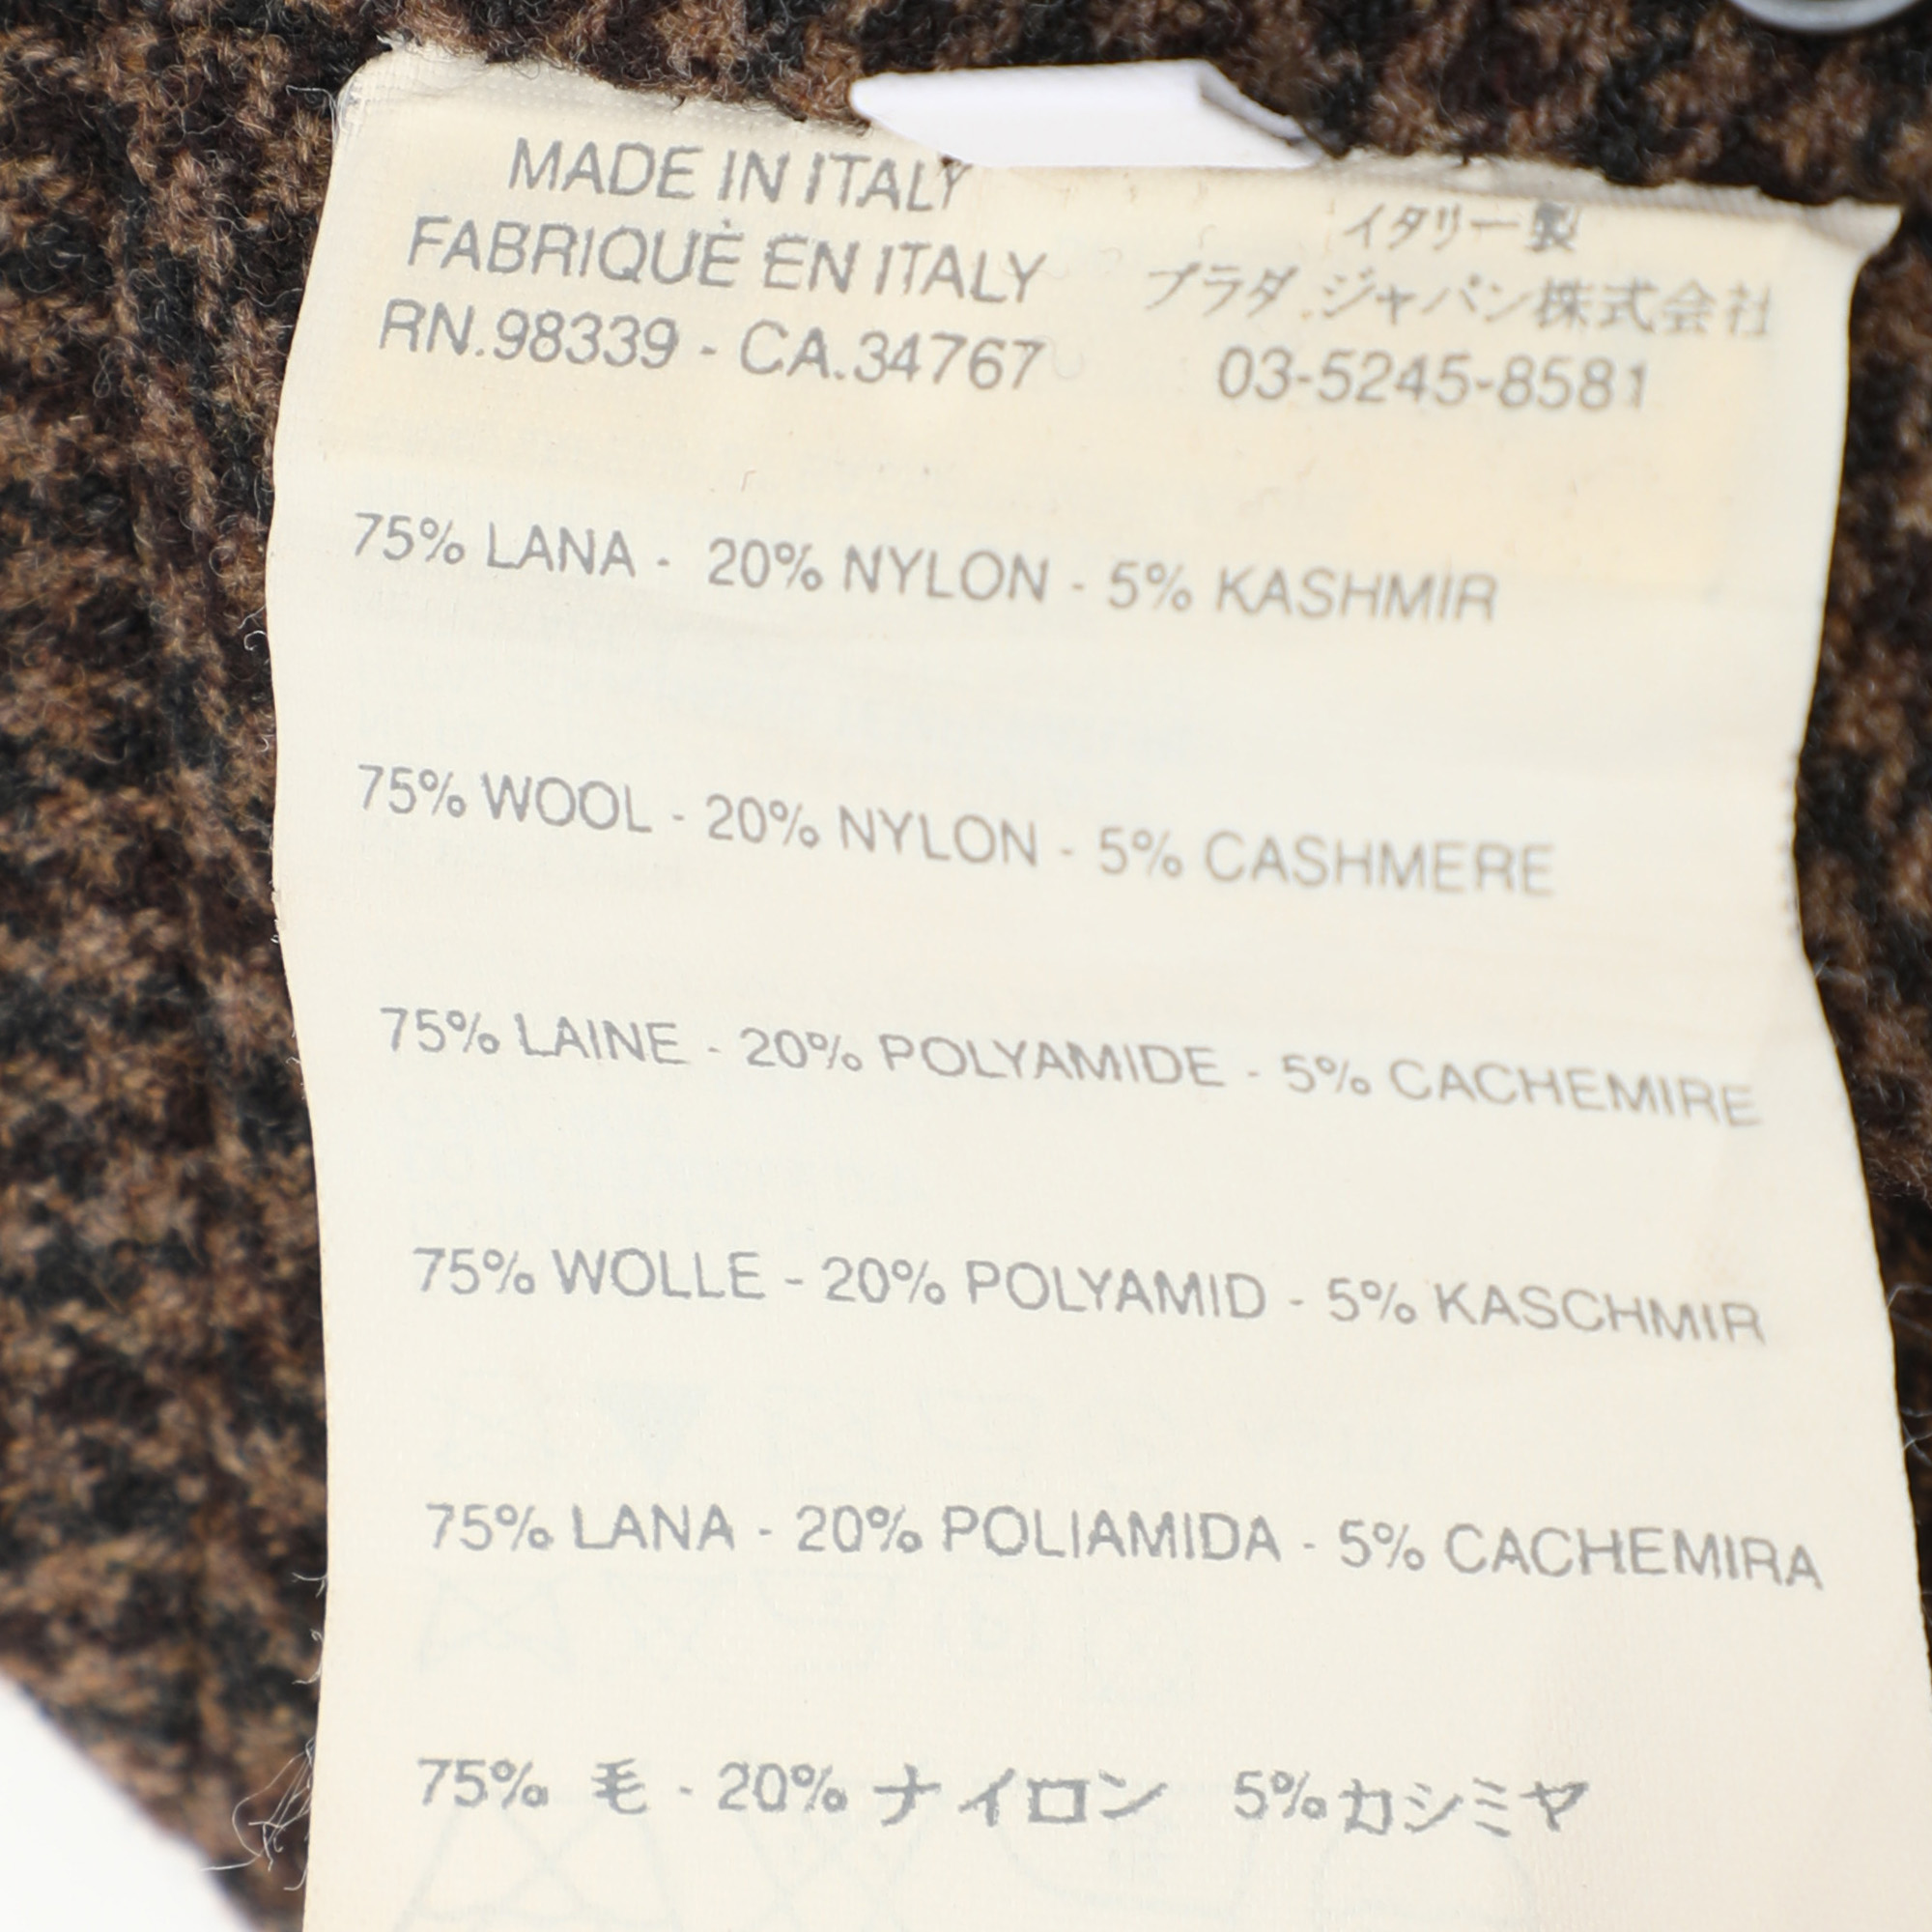 MADE IN ITALY
FABRIQUÉ EN ITALY
RN.98339 - CA.34767
イタリー製
プラダ.ジャパン株式会社
03-5245-8581
75% LANA - 20% NYLON - 5% KASHMIR
75% WOOL - 20% NYLON - 5% CASHMERE
75% LAINE - 20% POLYAMIDE - 5% CACHEMIRE
75% WOLLE - 20% POLYAMID - 5% KASCHMIR
75% LANA - 20% POLIAMIDA - 5% CACHEMIRA
75% 毛 - 20% ナイロン 5%カシミヤ